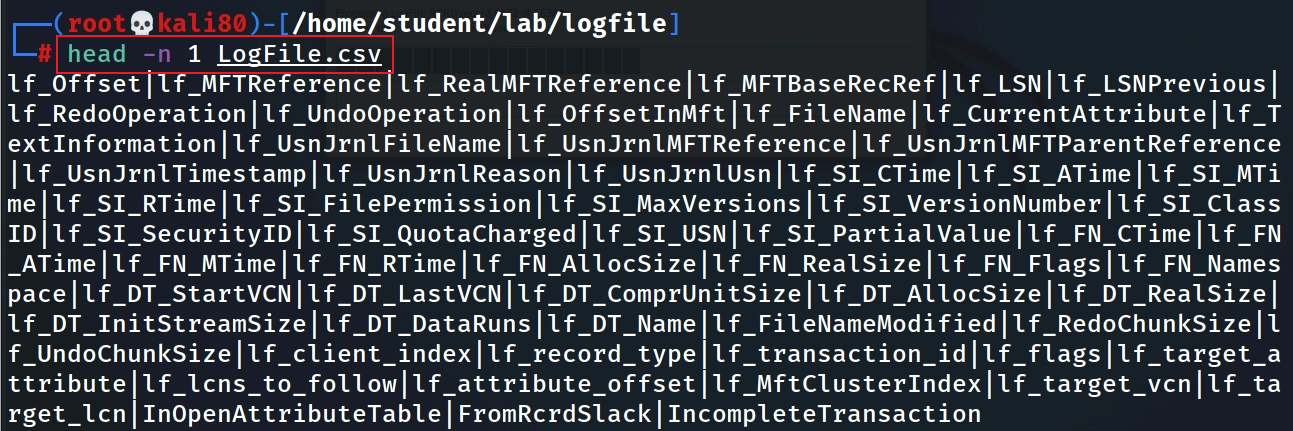 ┌──(root💀kali80)-[/home/student/lab/logfile]
└─# head -n 1 LogFile.csv
lf_Offset|lf_MFTReference|lf_RealMFTReference|lf_MFTBaseRecRef|lf_LSN|lf_LSNPrevious|
lf_RedoOperation|lf_UndoOperation|lf_OffsetInMft|lf_FileName|lf_CurrentAttribute|lf_T
extInformation|lf_UsnJrnlFileName|lf_UsnJrnlMFTReference|lf_UsnJrnlMFTParentReference
|lf_UsnJrnlTimestamp|lf_UsnJrnlReason|lf_UsnJrnlUsn|lf_SI_CTime|lf_SI_ATime|lf_SI_MTi
me|lf_SI_RTime|lf_SI_FilePermission|lf_SI_MaxVersions|lf_SI_VersionNumber|lf_SI_Class
ID|lf_SI_SecurityID|lf_SI_QuotaCharged|lf_SI_USN|lf_SI_PartialValue|lf_FN_CTime|lf_FN
_ATime|lf_FN_MTime|lf_FN_RTime|lf_FN_AllocSize|lf_FN_RealSize|lf_FN_Flags|lf_FN_Names
pace|lf_DT_StartVCN|lf_DT_LastVCN|lf_DT_ComprUnitSize|lf_DT_AllocSize|lf_DT_RealSize|
lf_DT_InitStreamSize|lf_DT_DataRuns|lf_DT_Name|lf_FileNameModified|lf_RedoChunkSize|l
f_UndoChunkSize|lf_client_index|lf_record_type|lf_transaction_id|lf_flags|lf_target_a
ttribute|lf_lcns_to_follow|lf_attribute_offset|lf_MftClusterIndex|lf_target_vcn|lf_ta
rget_lcn|InOpenAttributeTable|FromRcrdSlack|IncompleteTransaction